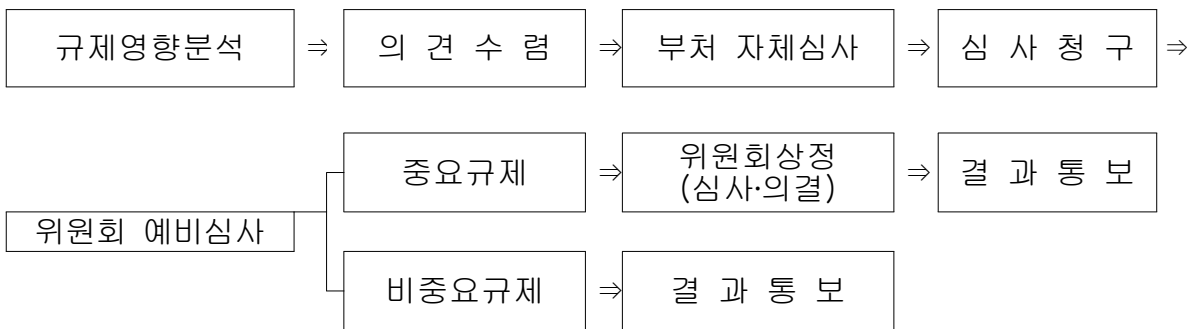 규제영향분석 ⇒ 의 견 수 렴 ⇒ 부처 자체심사 ⇒ 심 사 청 구 ⇒
위원회 예비심사
중요규제 ⇒ 위원회상정
(심사·의결) ⇒ 결 과 통 보
비중요규제 ⇒ 결 과 통 보